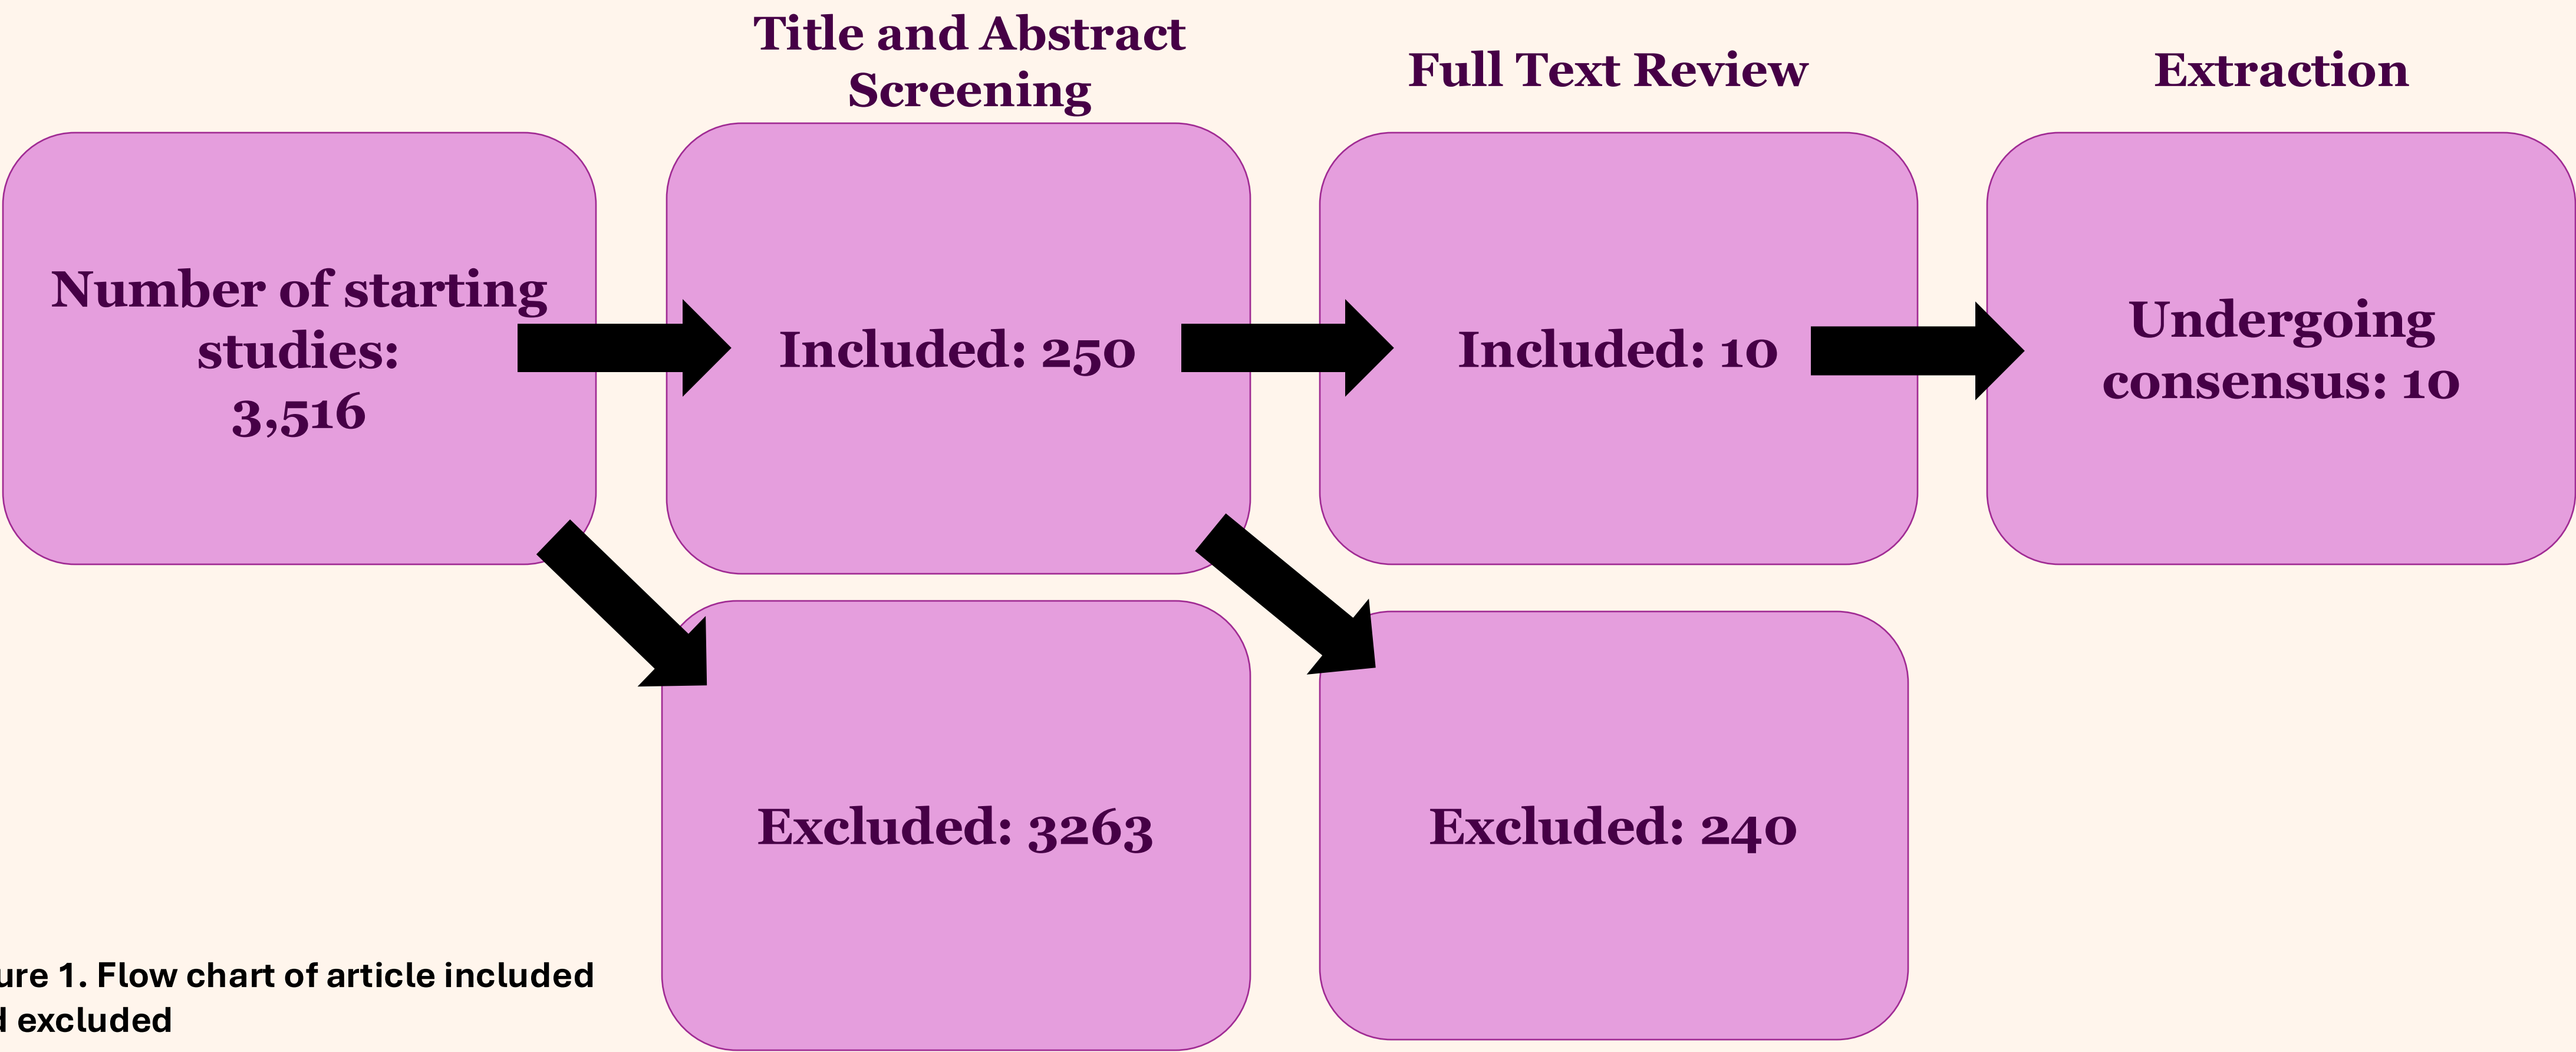 Title and Abstract
Screening
Full Text Review
Extraction
Number of starting
studies:
3,516
Included: 250
Included: 10
Undergoing
consensus: 10
Excluded: 3263
Excluded: 240
ure 1. Flow chart of article included
excluded